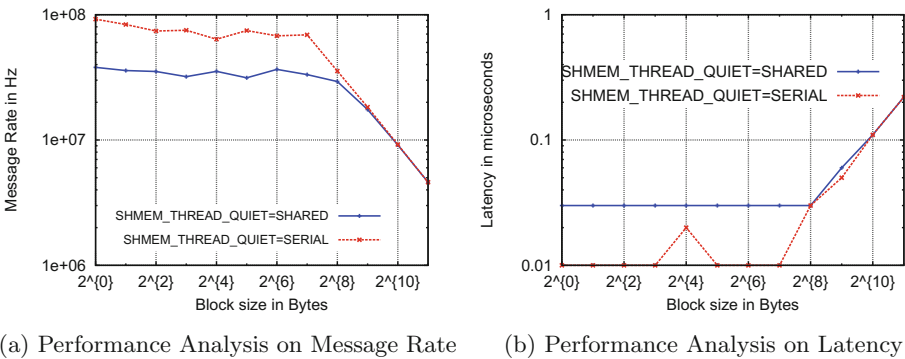 1e+08
1e+07
1e+06
Message Rate in Hz
SHMEM_THREAD_QUIET=SHARED
SHMEM_THREAD_QUIET=SERIAL
2^{0} 2^{2} 2^{4} 2^{6} 2^{8} 2^{10}
Block size in Bytes
(a) Performance Analysis on Message Rate
1
0.1
0.01
Latency in microseconds
SHMEM_THREAD_QUIET=SHARED
SHMEM_THREAD_QUIET=SERIAL
2^{0} 2^{2} 2^{4} 2^{6} 2^{8} 2^{10}
Block size in Bytes
(b) Performance Analysis on Latency